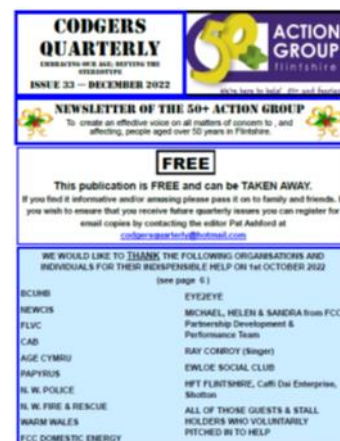 CODGERS
QUARTERLY
EMBRACING OUR AGE: DEFYING THE
STEREOTYPE
ISSUE 33 — DECEMBER 2022
50+
ACTION
GROUP
flintshire
We're here to help!
NEWSLETTER OF THE 50+ ACTION GROUP
To create an effective voice on all matters of concern to , and
affecting, people aged over 50 years in Flintshire.
FREE
This publication is FREE and can be TAKEN AWAY.
If you find it informative and/or amusing please pass it on to family and friends.
you wish to ensure that you receive future quarterly issues you can register for
email copies by contacting the editor Pat Ashford at
codgersquarterly@hotmail.com
WE WOULD LIKE TO THANK THE FOLLOWING ORGANISATIONS AND
INDIVIDUALS FOR THEIR INDISPENSIBLE HELP ON 1st OCTOBER 2022
(see page 6 )
BCUHB
NEWCIS
FLVC
CAB
AGE CYMRU
PAPYRUS
N. W. POLICE
N. W. FIRE & RESCUE
WARM WALES
FCC DOMESTIC ENERGY
EYE2EYE
MICHAEL, HELEN & SANDRA from FCC
Partnership Development &
Performance Team
RAY CONROY (Singer)
EWLOE SOCIAL CLUB
HFT FLINTSHIRE, Caffi Dai Enterprise,
Shotton
ALL OF THOSE GUESTS & STALL
HOLDERS WHO VOLUNTARILY
PITCHED IN TO HELP